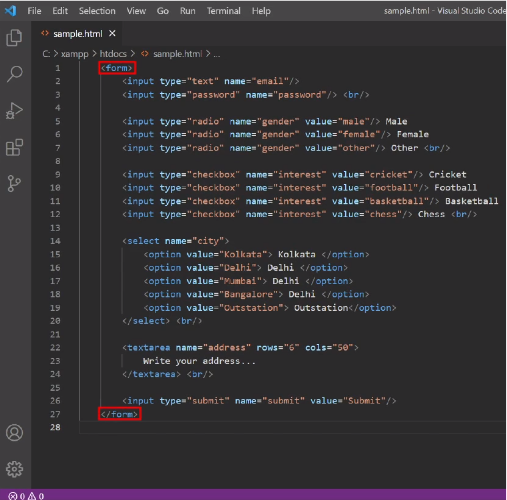 File Edit Selection View Go Run Terminal Help sample.html - Visual Studio Code
<> sample.html ×
C: > xampp > htdocs > <> sample.html > ...
1 <form>
2 <input type="text" name="email"/>
3 <input type="password" name="password"/> <br/>
4
5 <input type="radio" name="gender" value="male"/> Male
6 <input type="radio" name="gender" value="female"/> Female
7 <input type="radio" name="gender" value="other"/> Other <br/>
8
9 <input type="checkbox" name="interest" value="cricket"/> Cricket
10 <input type="checkbox" name="interest" value="football"/> Football
11 <input type="checkbox" name="interest" value="basketball"/> Basketball
12 <input type="checkbox" name="interest" value="chess"/> Chess <br/>
13
14 <select name="city">
15 <option value="Kolkata"> Kolkata </option>
16 <option value="Delhi"> Delhi </option>
17 <option value="Mumbai"> Delhi </option>
18 <option value="Bangalore"> Delhi </option>
19 <option value="Outstation"> Outstation</option>
20 </select> <br/>
21
22 <textarea name="address" rows="6" cols="50">
23 Write your address...
24 </textarea> <br/>
25
26 <input type="submit" name="submit" value="Submit"/>
27 </form>
28
0 0